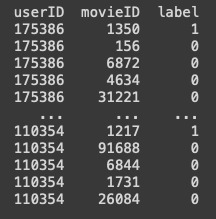 userID movieID label
175386 1350 1
175386 156 0
175386 6872 0
175386 4634 0
175386 31221 0
... ... ...
110354 1217 1
110354 91688 0
110354 6844 0
110354 1731 0
110354 26084 0